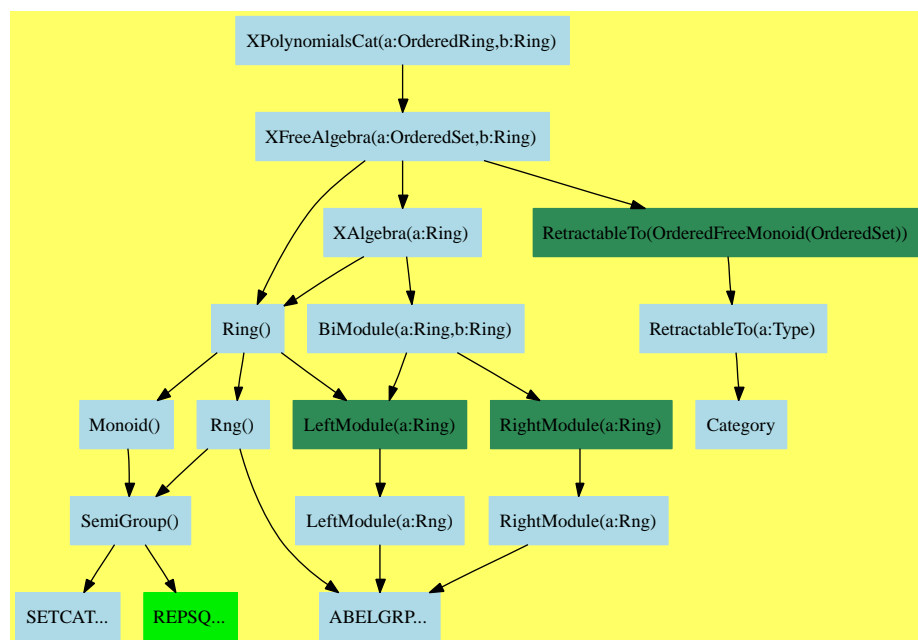 XPolynomialsCat(a:OrderedRing,b:Ring)
XFreeAlgebra(a:OrderedSet,b:Ring)
XAlgebra(a:Ring)
RetractableTo(OrderedFreeMonoid(OrderedSet))
Ring()
BiModule(a:Ring,b:Ring)
RetractableTo(a:Type)
Monoid()
Rng()
LeftModule(a:Ring)
RightModule(a:Ring)
Category
SemiGroup()
LeftModule(a:Rng)
RightModule(a:Rng)
SETCAT...
REPSQ...
ABELGRP...